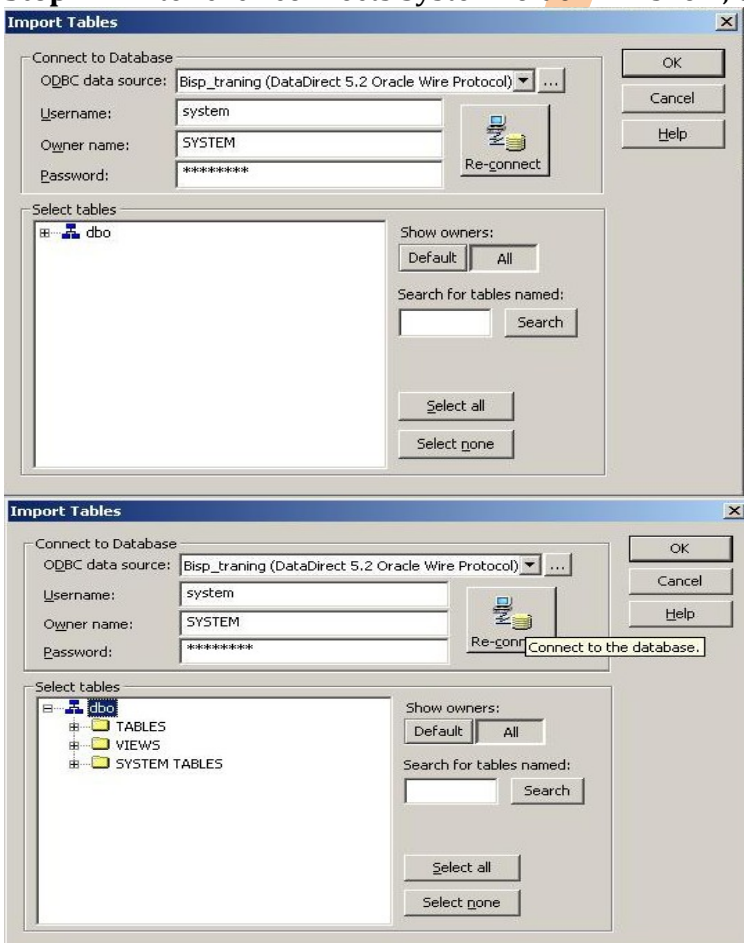 Import Tables
Connect to Database
ODBC data source: Bisp_traning (DataDirect 5.2 Oracle Wire Protocol) ...
Username: system
Owner name: SYSTEM
Password: ********
Re-connect
OK
Cancel
Help
Select tables
dbo
Show owners:
Default All
Search for tables named:
Search
Select all
Select none
Import Tables
Connect to Database
ODBC data source: Bisp_traning (DataDirect 5.2 Oracle Wire Protocol) ...
Username: system
Owner name: SYSTEM
Password: ********
Re-conn
Connect to the database.
OK
Cancel
Help
Select tables
dbo
TABLES
VIEWS
SYSTEM TABLES
Show owners:
Default All
Search for tables named:
Search
Select all
Select none